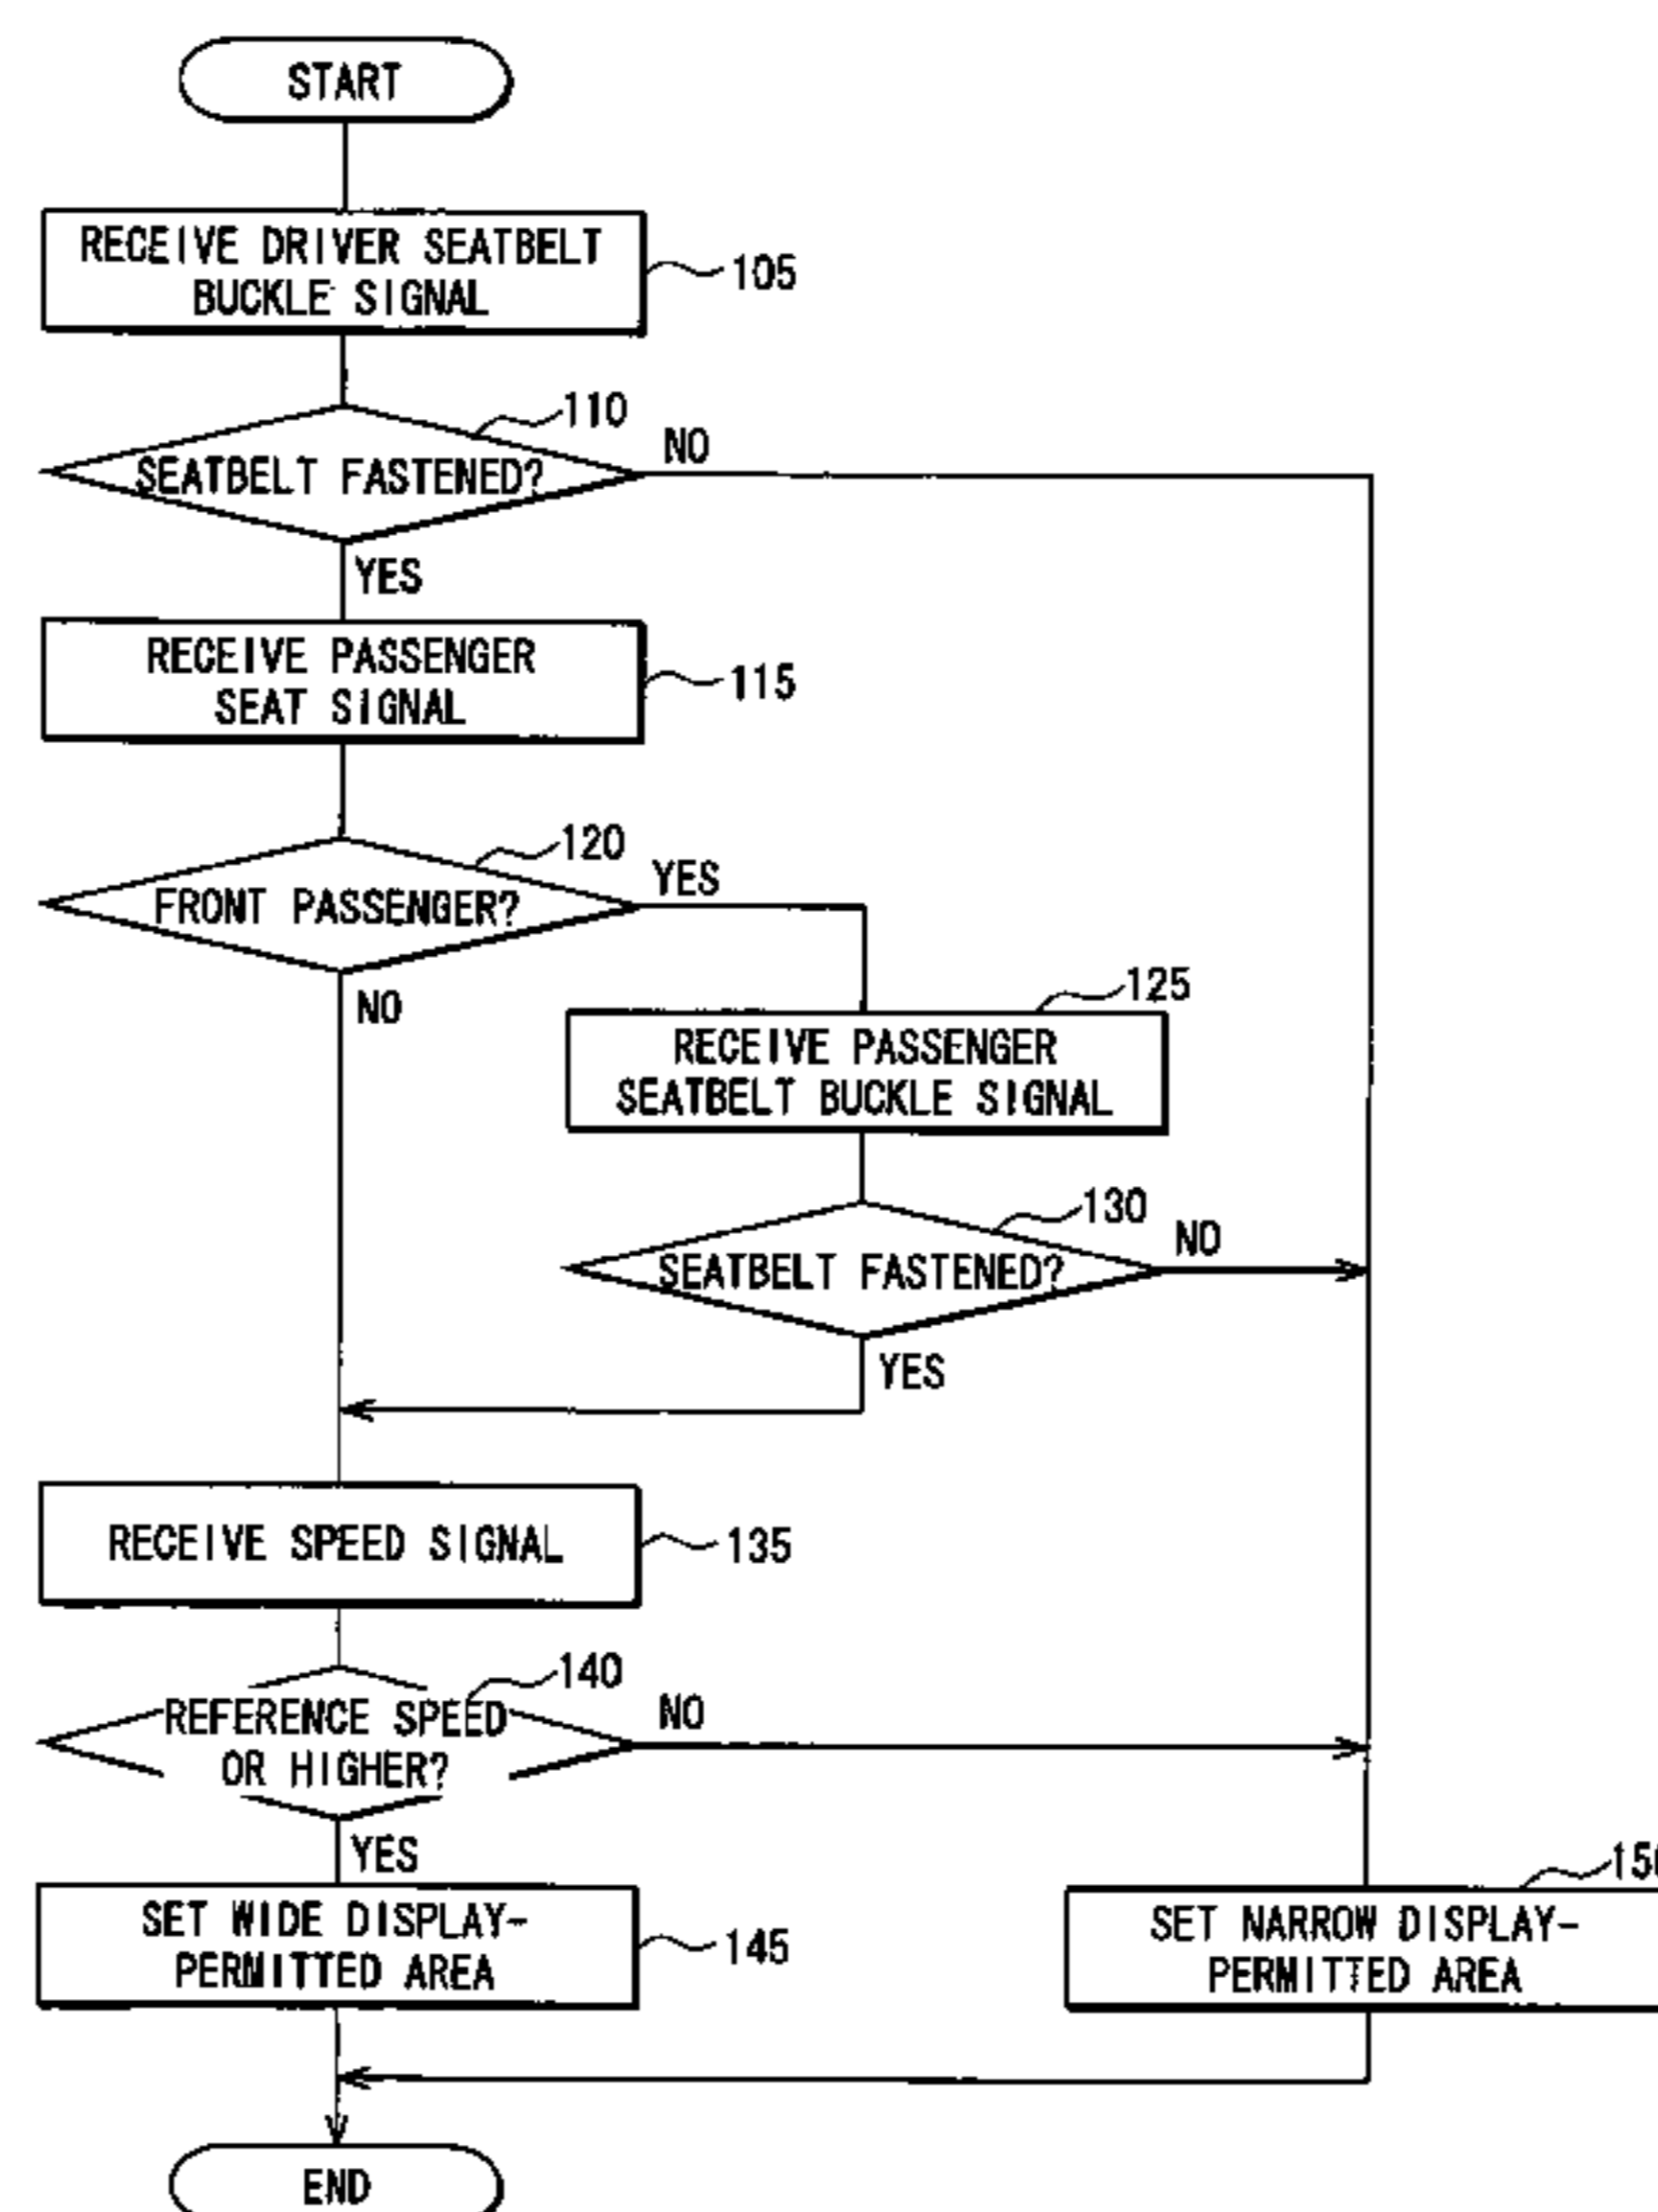 START
RECEIVE DRIVER SEATBELT
BUCKLE SIGNAL
105
110
SEATBELT FASTENED?
NO
YES
RECEIVE PASSENGER
SEAT SIGNAL
115
120
FRONT PASSENGER?
YES
NO
125
RECEIVE PASSENGER
SEATBELT BUCKLE SIGNAL
130
SEATBELT FASTENED?
NO
YES
RECEIVE SPEED SIGNAL
135
140
REFERENCE SPEED
OR HIGHER?
NO
YES
SET WIDE DISPLAY-
PERMITTED AREA
145
150
SET NARROW DISPLAY-
PERMITTED AREA
END